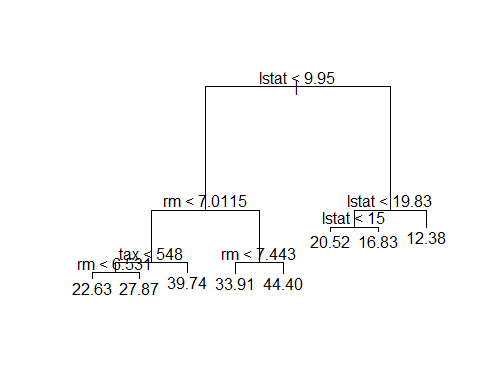 lstat < 9.95
rm < 7.0115
lstat < 19.83
lstat < 15
20.52 16.83 12.38
tax < 548
rm < 7.443
rm < 6.531
22.63 27.87 39.74 33.91 44.40